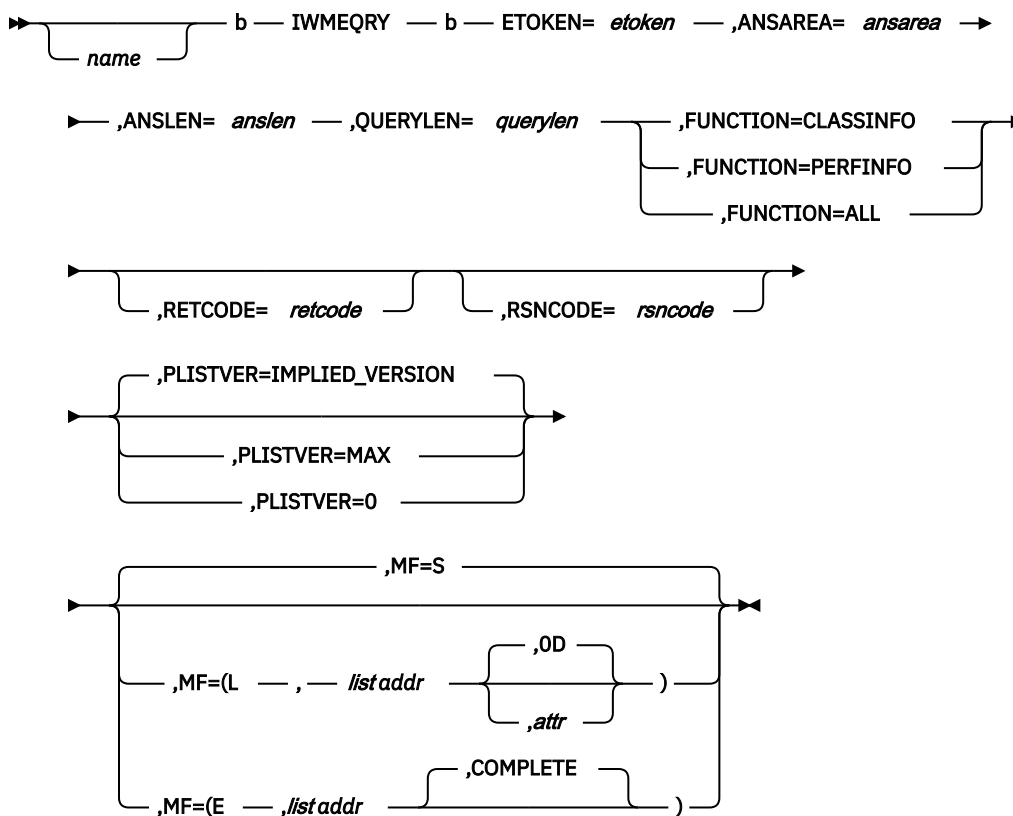 b IWMEQRY b ETOKEN= etoken ,ANSAREA= ansarea
name
,ANSLEN= anslen ,QUERYLEN= querylen ,FUNCTION=CLASSINFO
,FUNCTION=PERFINFO
,FUNCTION=ALL
,RETCODE= retcode ,RSNCODE= rsncode
,PLISTVER=IMPLIED_VERSION
,PLISTVER=MAX
,PLISTVER=0
,MF=S
,0D
,MF=(L , list addr )
,attr
,COMPLETE
,MF=(E ,list addr )